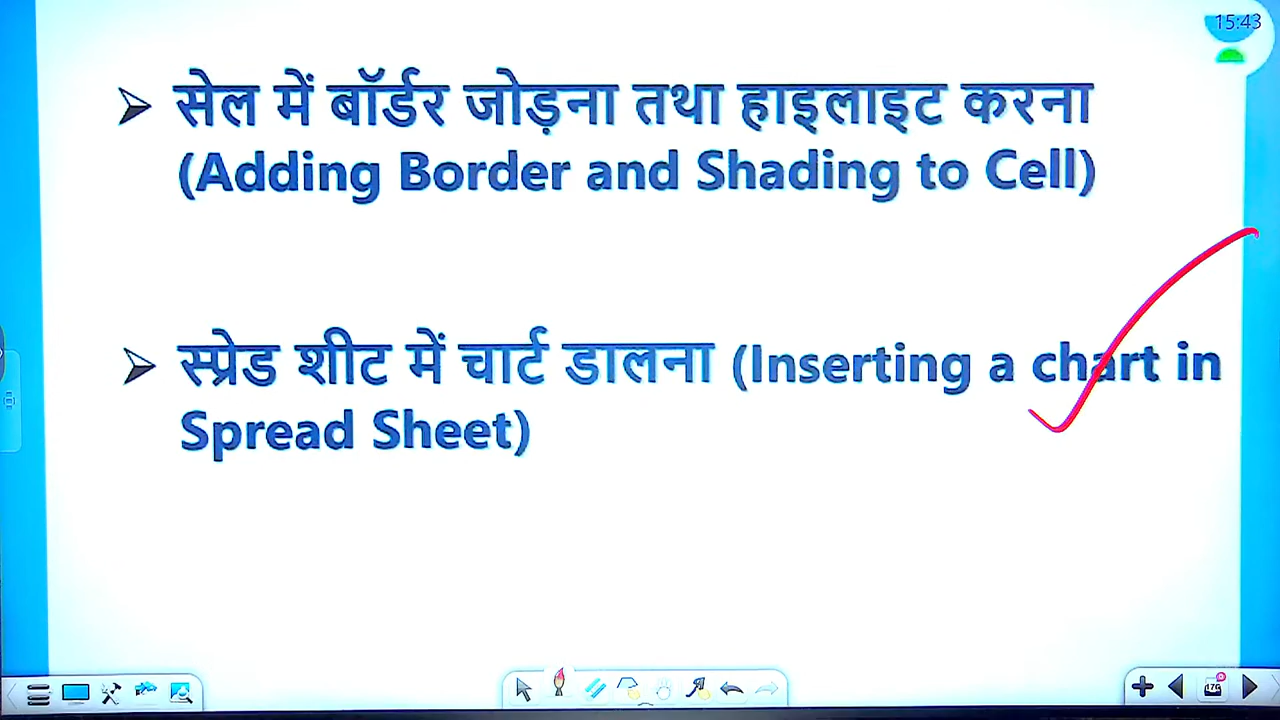 15:43
➢ सेल में बॉर्डर जोड़ना तथा हाइलाइट करना
(Adding Border and Shading to Cell)
➢ स्प्रेड शीट में चार्ट डालना (Inserting a chart in
Spread Sheet)
176